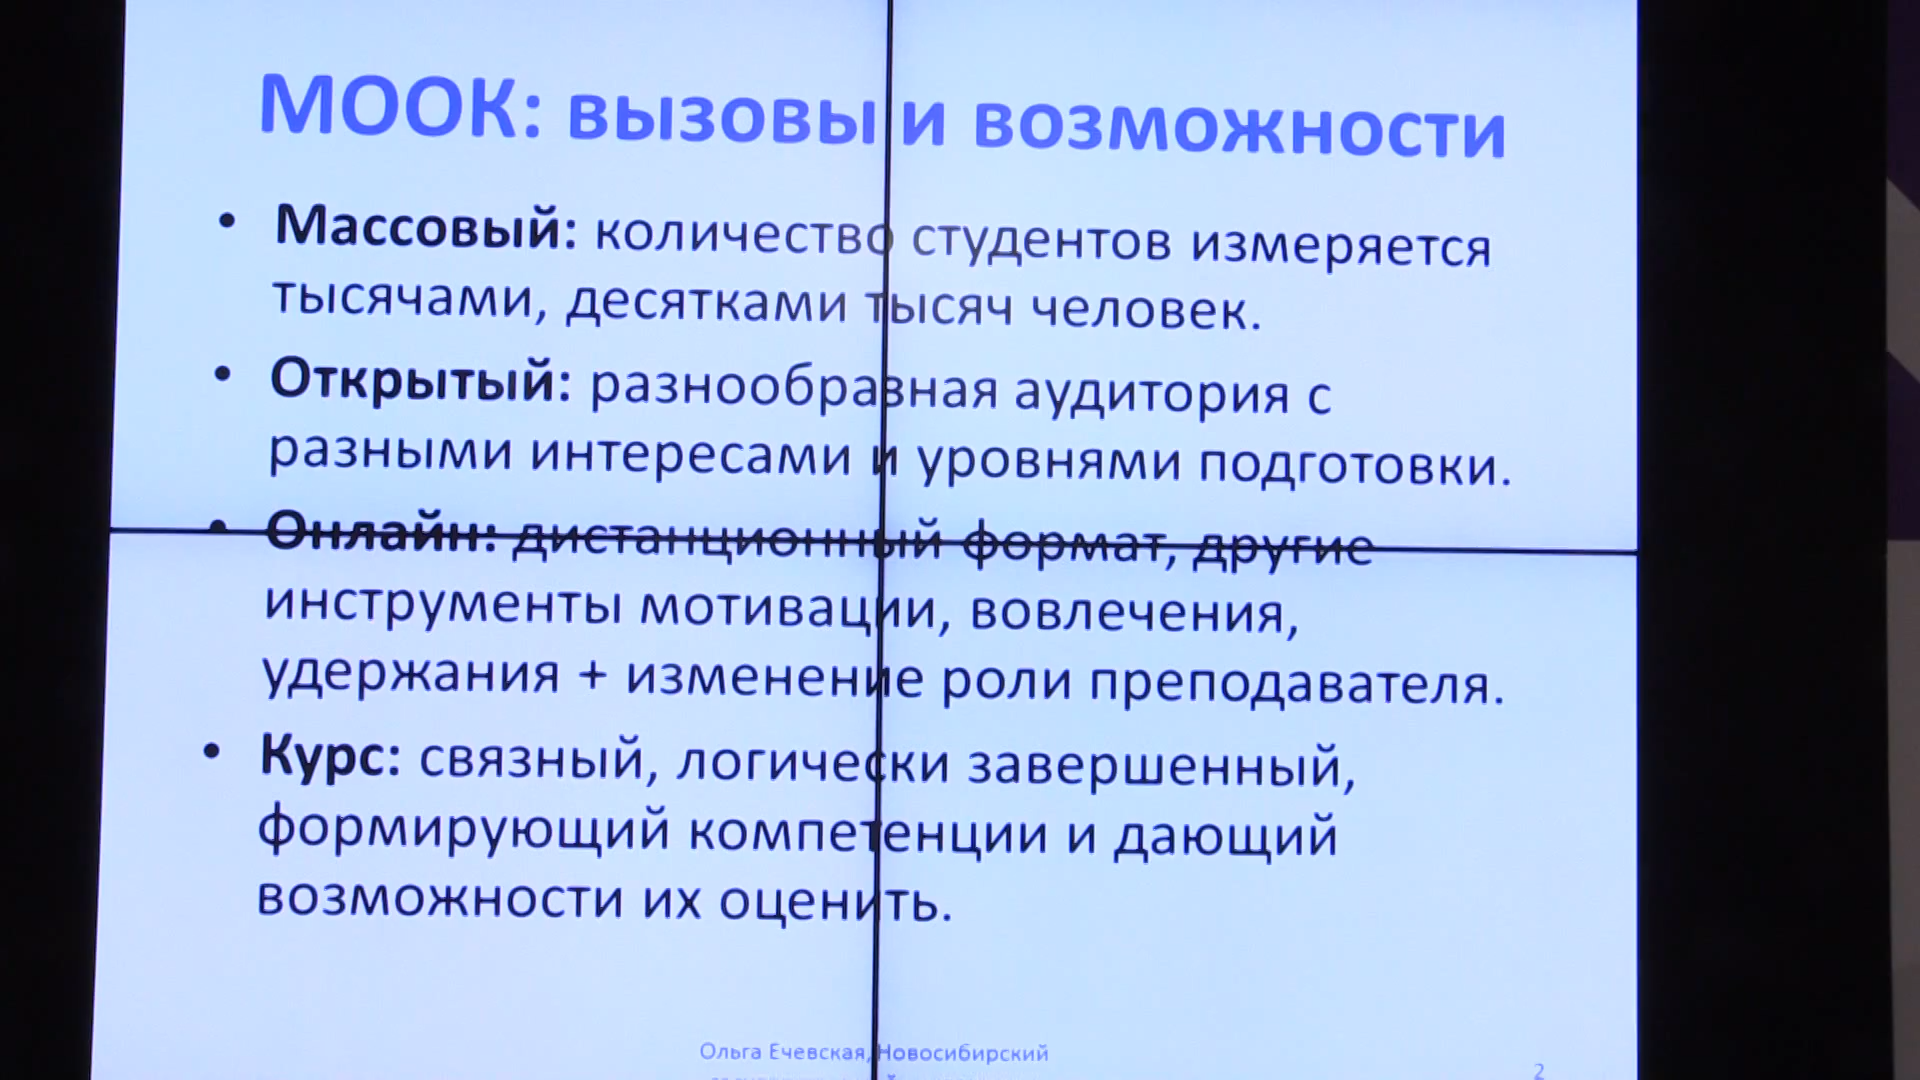 МООК: вызовы и возможности
• Массовый: количество студентов измеряется
тысячами, десятками тысяч человек.
• Открытый: разнообразная аудитория с
разными интересами и уровнями подготовки.
• Онлайн: дистанционный формат, другие
инструменты мотивации, вовлечения,
удержания + изменение роли преподавателя.
• Курс: связный, логически завершенный,
формирующий компетенции и дающий
возможности их оценить.
Ольга Ечевская, Новосибирский
2